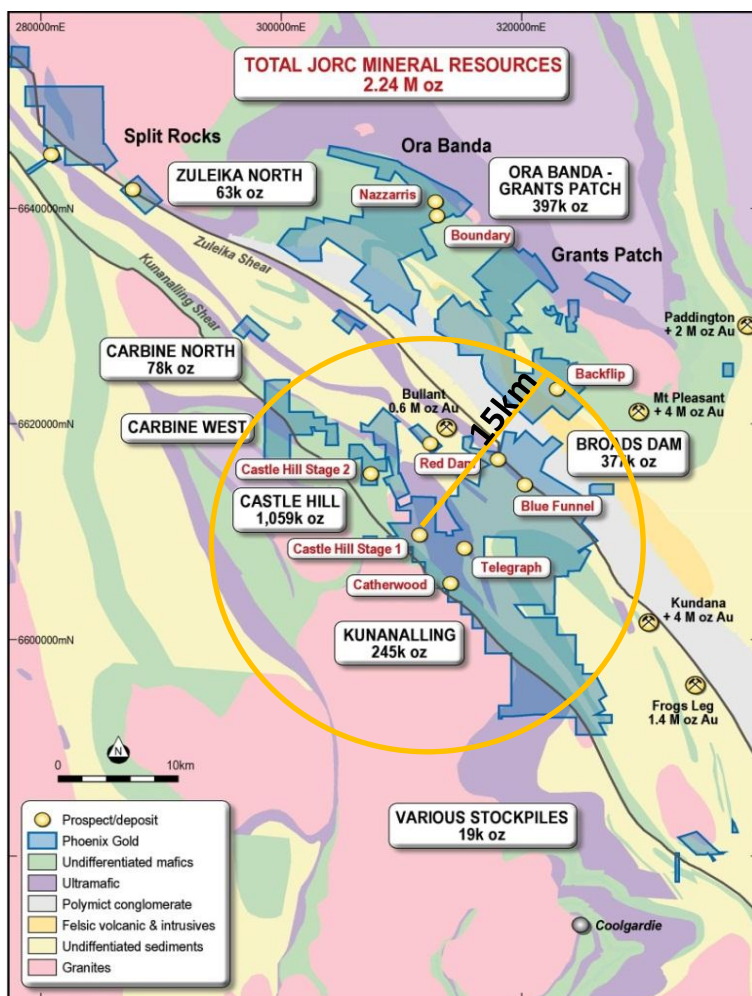 280000mE
300000mE
320000mE
TOTAL JORC MINERAL RESOURCES
2.24 M oz
Split Rocks
Ora Banda
ZULEIKA NORTH
63k oz
ORA BANDA -
GRANTS PATCH
397k oz
Nazzarris
6640000mN
Boundary
Zuleika Shear
Grants Patch
Kunanalling Shear
Paddington
+ 2 M oz Au
CARBINE NORTH
78k oz
Backflip
Bullant
0.6 M oz Au
Mt Pleasant
+ 4 M oz Au
15km
6620000mN
CARBINE WEST
BROADS DAM
377k oz
Castle Hill Stage 2
Red Dam
Blue Funnel
CASTLE HILL
1,059k oz
Castle Hill Stage 1
Telegraph
Catherwood
Kundana
+ 4 M oz Au
6600000mN
KUNANALLING
245k oz
Frogs Leg
1.4 M oz Au
N
0
10km
VARIOUS STOCKPILES
19k oz
Prospect/deposit
Phoenix Gold
Undifferentiated mafics
Ultramafic
Polymict conglomerate
Felsic volcanic & intrusives
Undiffentiated sediments
Granites
Coolgardie